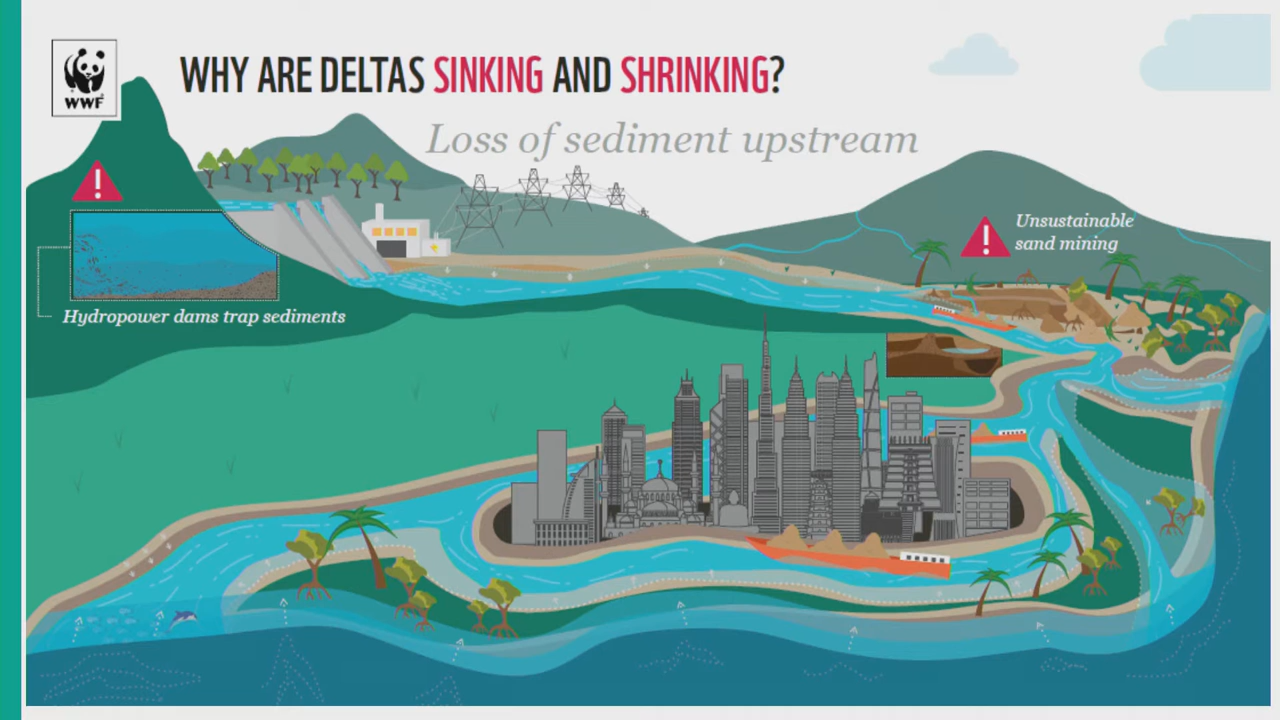 WWF
WHY ARE DELTAS SINKING AND SHRINKING?
Loss of sediment upstream
Unsustainable
sand mining
Hydropower dams trap sediments